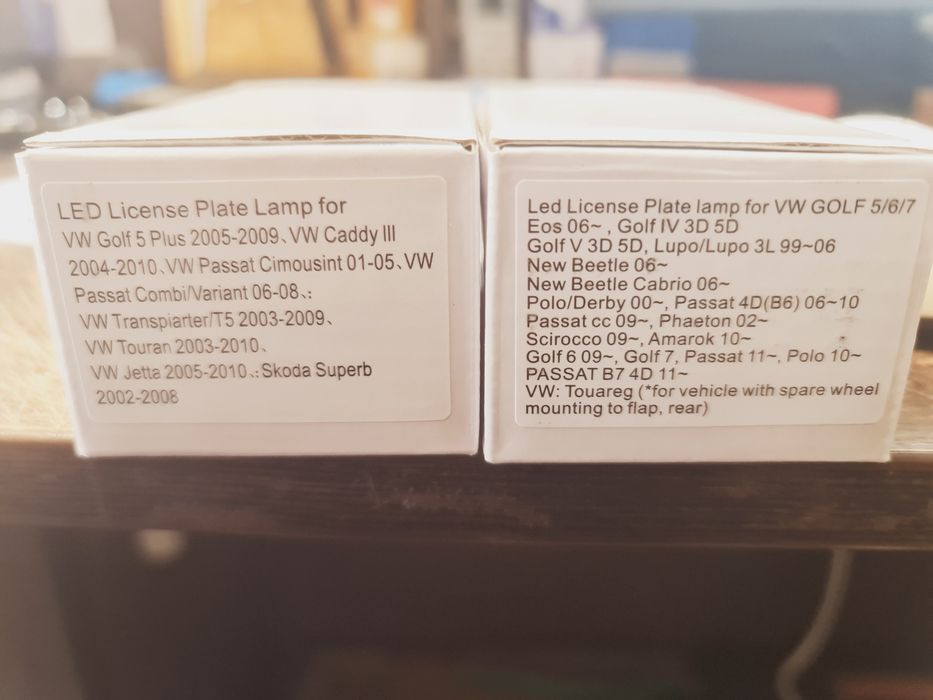 LED License Plate Lamp for
VW Golf 5 Plus 2005-2009、VW Caddy III
2004-2010、VW Passat Cimousint 01-05、VW
Passat Combi/Variant 06-08、:
VW Transpiarter/T5 2003-2009、
VW Touran 2003-2010、
VW Jetta 2005-2010、:Skoda Superb
2002-2008
Led License Plate lamp for VW GOLF 5/6/7
Eos 06~ , Golf IV 3D 5D
Golf V 3D 5D, Lupo/Lupo 3L 99~06
New Beetle 06~
New Beetle Cabrio 06~
Polo/Derby 00~, Passat 4D(B6) 06~10
Passat cc 09~, Phaeton 02~
Scirocco 09~, Amarok 10~
Golf 6 09~, Golf 7, Passat 11~, Polo 10~
PASSAT B7 4D 11~
VW: Touareg (*for vehicle with spare wheel
mounting to flap, rear)